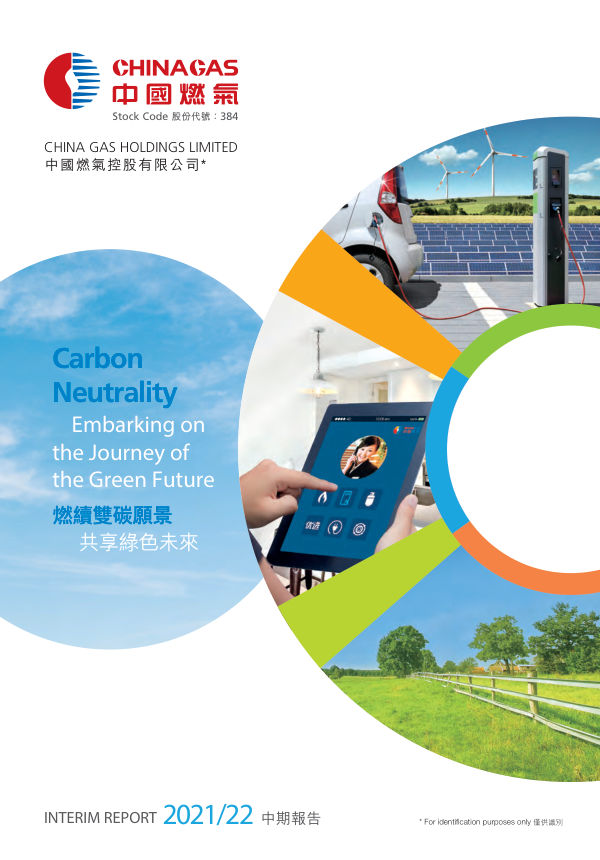 CHINA GAS
中國燃氣
Stock Code 股份代號：384
CHINA GAS HOLDINGS LIMITED
中國燃氣控股有限公司*
Carbon
Neutrality
Embarking on
the Journey of
the Green Future
燃續雙碳願景
共享綠色未來
INTERIM REPORT 2021/22 中期報告
* For identification purposes only 僅供識別